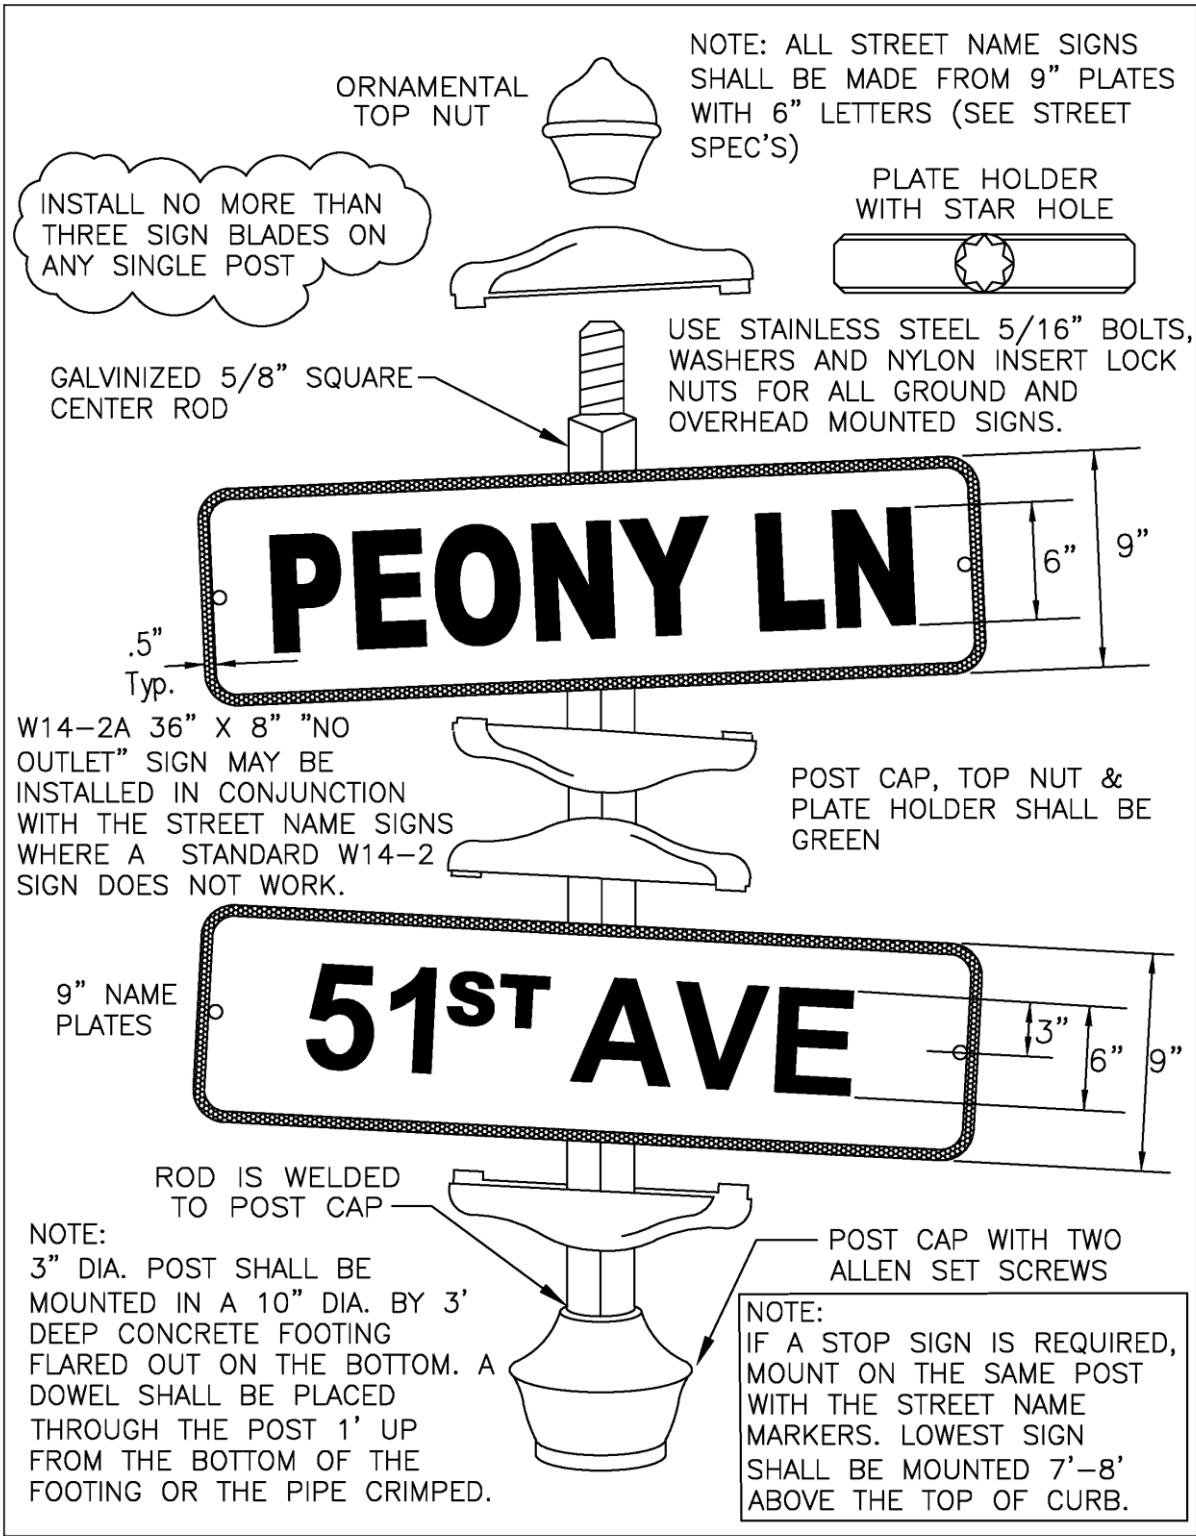 NOTE: ALL STREET NAME SIGNS
SHALL BE MADE FROM 9” PLATES
WITH 6” LETTERS (SEE STREET
SPEC'S)
ORNAMENTAL
TOP NUT
INSTALL NO MORE THAN
THREE SIGN BLADES ON
ANY SINGLE POST
PLATE HOLDER
WITH STAR HOLE
USE STAINLESS STEEL 5/16” BOLTS,
WASHERS AND NYLON INSERT LOCK
NUTS FOR ALL GROUND AND
OVERHEAD MOUNTED SIGNS.
GALVINIZED 5/8” SQUARE
CENTER ROD
PEONY LN
6”
9”
.5”
Typ.
W14-2A 36” X 8” ”NO
OUTLET” SIGN MAY BE
INSTALLED IN CONJUNCTION
WITH THE STREET NAME SIGNS
WHERE A STANDARD W14-2
SIGN DOES NOT WORK.
POST CAP, TOP NUT &
PLATE HOLDER SHALL BE
GREEN
9” NAME
PLATES
51ST AVE
3”
6”
9”
ROD IS WELDED
TO POST CAP
NOTE:
3” DIA. POST SHALL BE
MOUNTED IN A 10” DIA. BY 3'
DEEP CONCRETE FOOTING
FLARED OUT ON THE BOTTOM. A
DOWEL SHALL BE PLACED
THROUGH THE POST 1' UP
FROM THE BOTTOM OF THE
FOOTING OR THE PIPE CRIMPED.
POST CAP WITH TWO
ALLEN SET SCREWS
NOTE:
IF A STOP SIGN IS REQUIRED,
MOUNT ON THE SAME POST
WITH THE STREET NAME
MARKERS. LOWEST SIGN
SHALL BE MOUNTED 7'-8'
ABOVE THE TOP OF CURB.